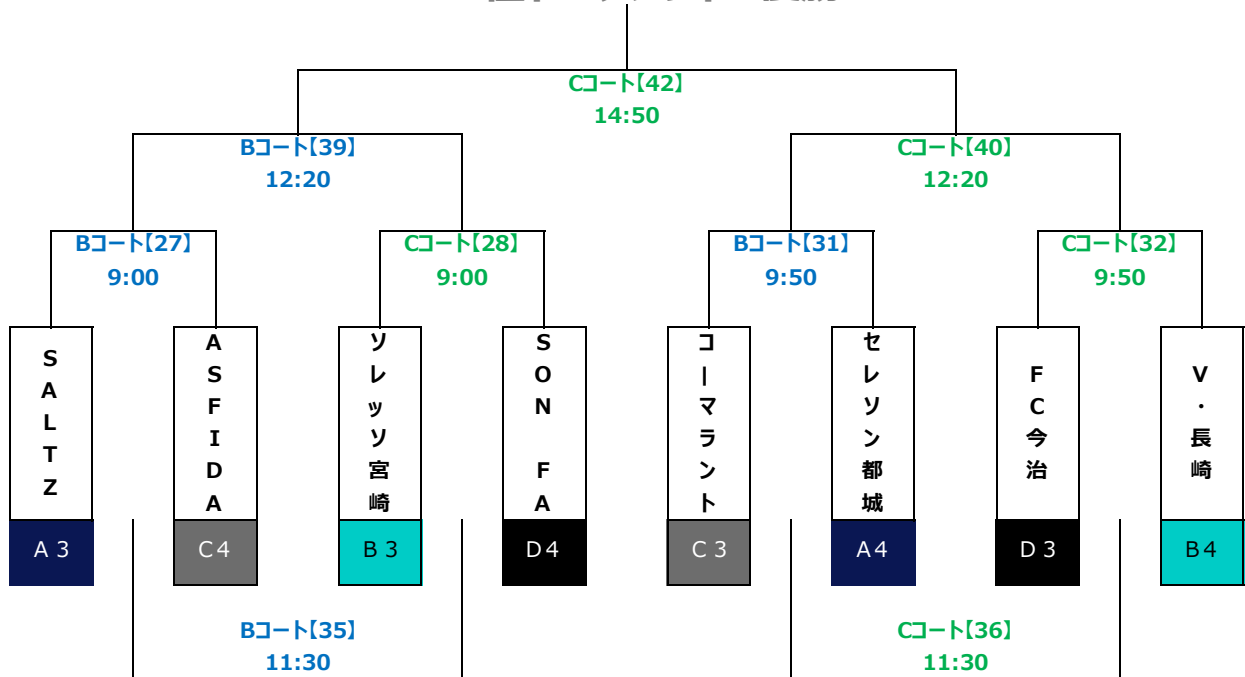 Cコート【42】
14:50
Bコート【39】
12:20
Cコート【40】
12:20
Bコート【27】
9:00
Cコート【28】
9:00
Bコート【31】
9:50
Cコート【32】
9:50
SALTZ
ASFIDA
ソレッソ宮崎
SON FA
コーマラント
セレソン都城
FC今治
V・長崎
A3
C4
B3
D4
C3
A4
D3
B4
Bコート【35】
11:30
Cコート【36】
11:30